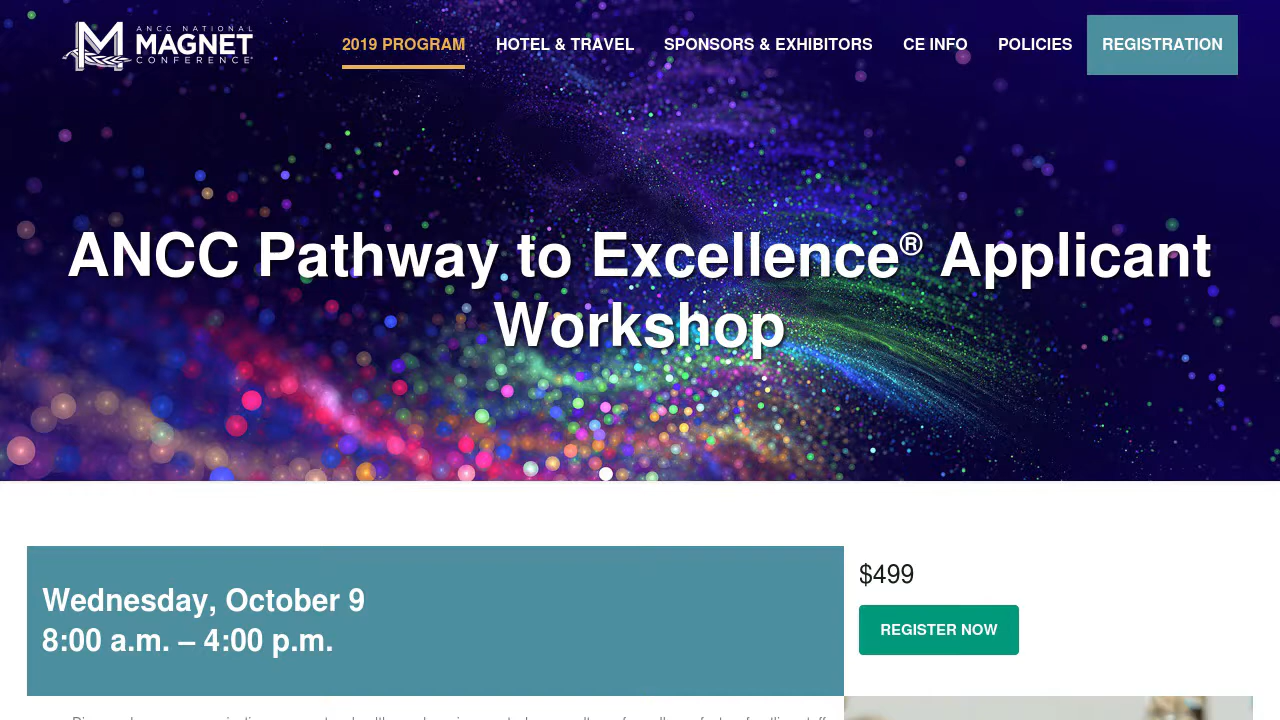 ANCC NATIONAL
MAGNET
CONFERENCE
2019 PROGRAM
HOTEL & TRAVEL
SPONSORS & EXHIBITORS
CE INFO
POLICIES
REGISTRATION
ANCC Pathway to Excellence® Applicant
Workshop
Wednesday, October 9
8:00 a.m. – 4:00 p.m.
$499
REGISTER NOW